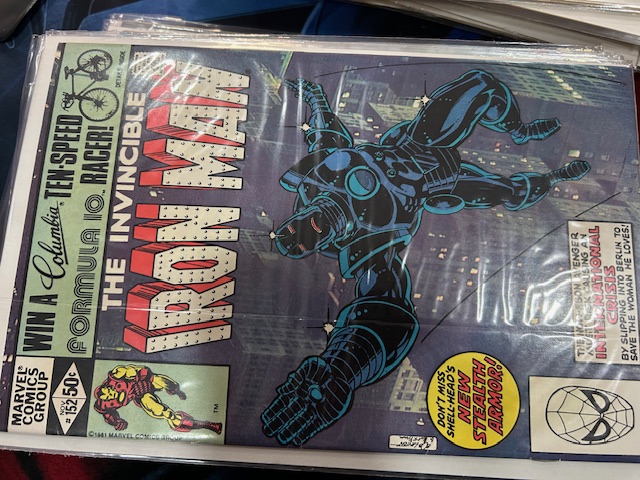 WIN A Columbia TEN-SPEED
FORMULA 10 RACER!
DETAILS INSIDE
MARVEL®
COMICS
GROUP
50¢
NOV
#152
©1981 MARVEL COMICS
TM
THE INVINCIBLE
IRON MAN
DON'T MISS
SHELL-HEAD'S
NEW
STEALTH
ARMOR!
AVENGER
INTERNATIONAL
CRISIS
BY SLIPPING INTO BERLIN TO
SAVE THE WOMAN HE LOVES!